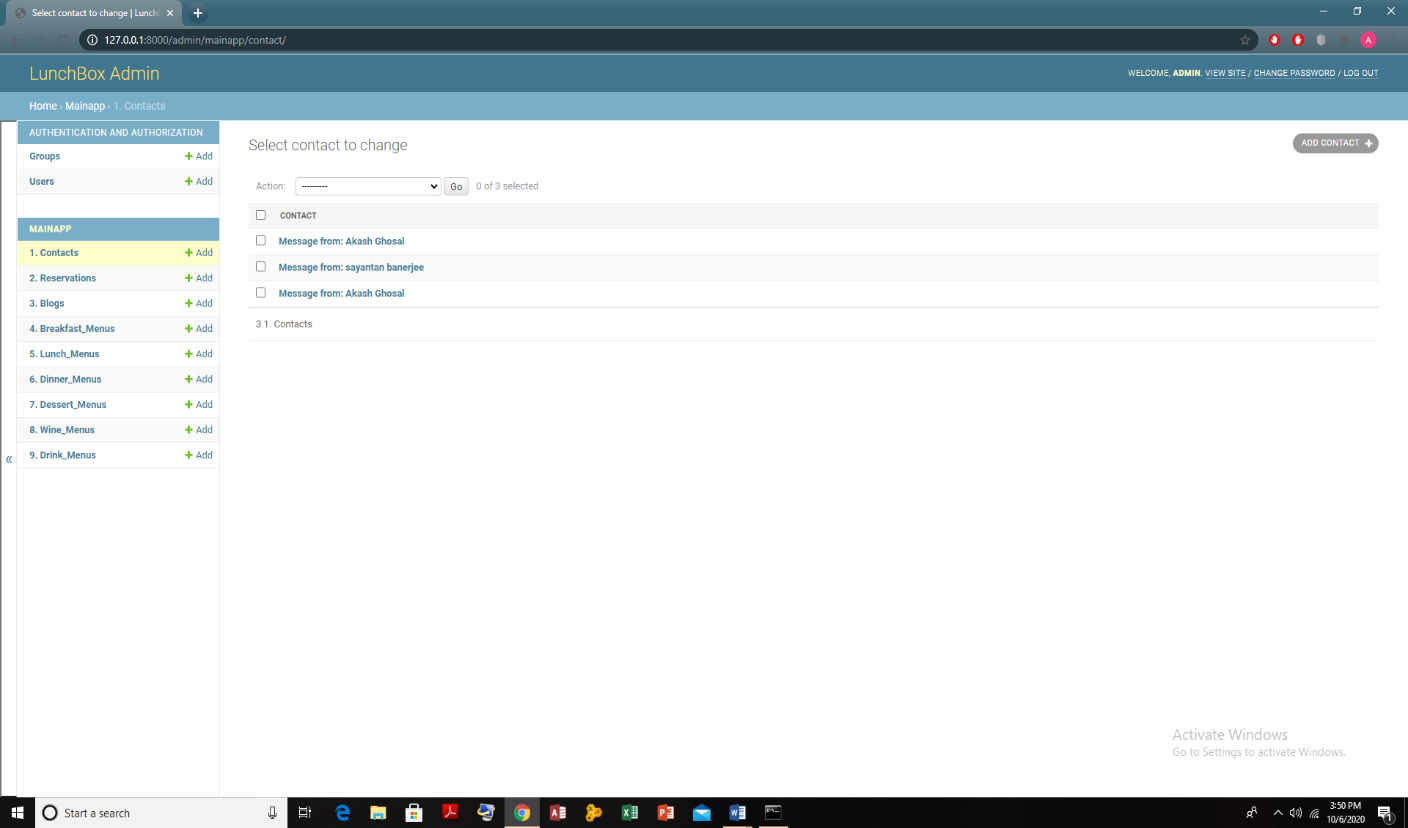 Select contact to change | Lunch
127.0.0.1:8000/admin/mainapp/contact/
A
LunchBox Admin
WELCOME, ADMIN. VIEW SITE / CHANGE PASSWORD / LOG OUT
Home › Mainapp › 1. Contacts
AUTHENTICATION AND AUTHORIZATION
Groups + Add
Users + Add
MAINAPP
1. Contacts + Add
2. Reservations + Add
3. Blogs + Add
4. Breakfast_Menus + Add
5. Lunch_Menus + Add
6. Dinner_Menus + Add
7. Dessert_Menus + Add
8. Wine_Menus + Add
9. Drink_Menus + Add
«
Select contact to change
ADD CONTACT +
Action: --------- Go 0 of 3 selected
CONTACT
Message from: Akash Ghosal
Message from: sayantan banerjee
Message from: Akash Ghosal
3 1. Contacts
Activate Windows
Go to Settings to activate Windows.
Start a search
3:50 PM
10/6/2020
1